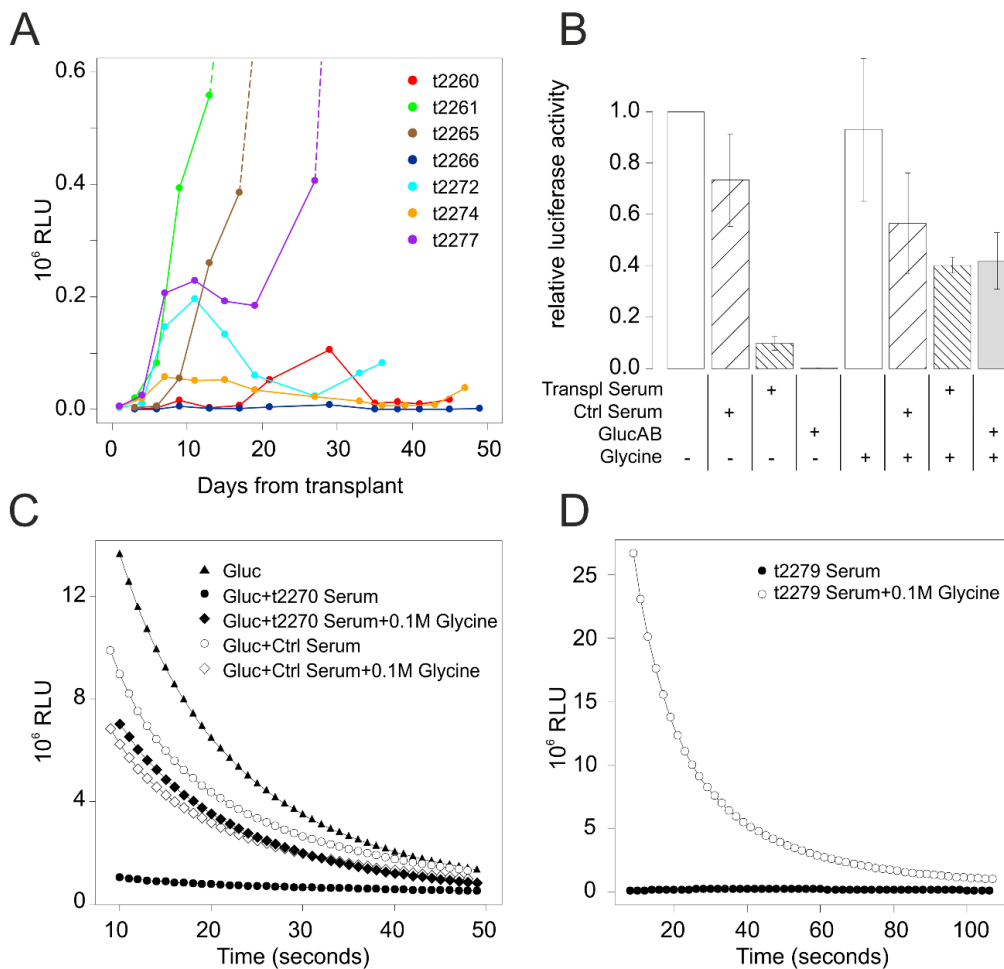 A
0.6
0.4
0.2
0.0
10⁶ RLU
0 10 20 30 40 50
Days from transplant
t2260
t2261
t2265
t2266
t2272
t2274
t2277
B
1.0
0.8
0.6
0.4
0.2
0.0
relative luciferase activity
Transpl Serum + +
Ctrl Serum + +
GlucAB + +
Glycine - - - - + + + +
C
12
8
4
0
10⁶ RLU
10 20 30 40 50
Time (seconds)
Gluc
Gluc+t2270 Serum
Gluc+t2270 Serum+0.1M Glycine
Gluc+Ctrl Serum
Gluc+Ctrl Serum+0.1M Glycine
D
25
20
15
10
5
0
10⁶ RLU
20 40 60 80 100
Time (seconds)
t2279 Serum
t2279 Serum+0.1M Glycine